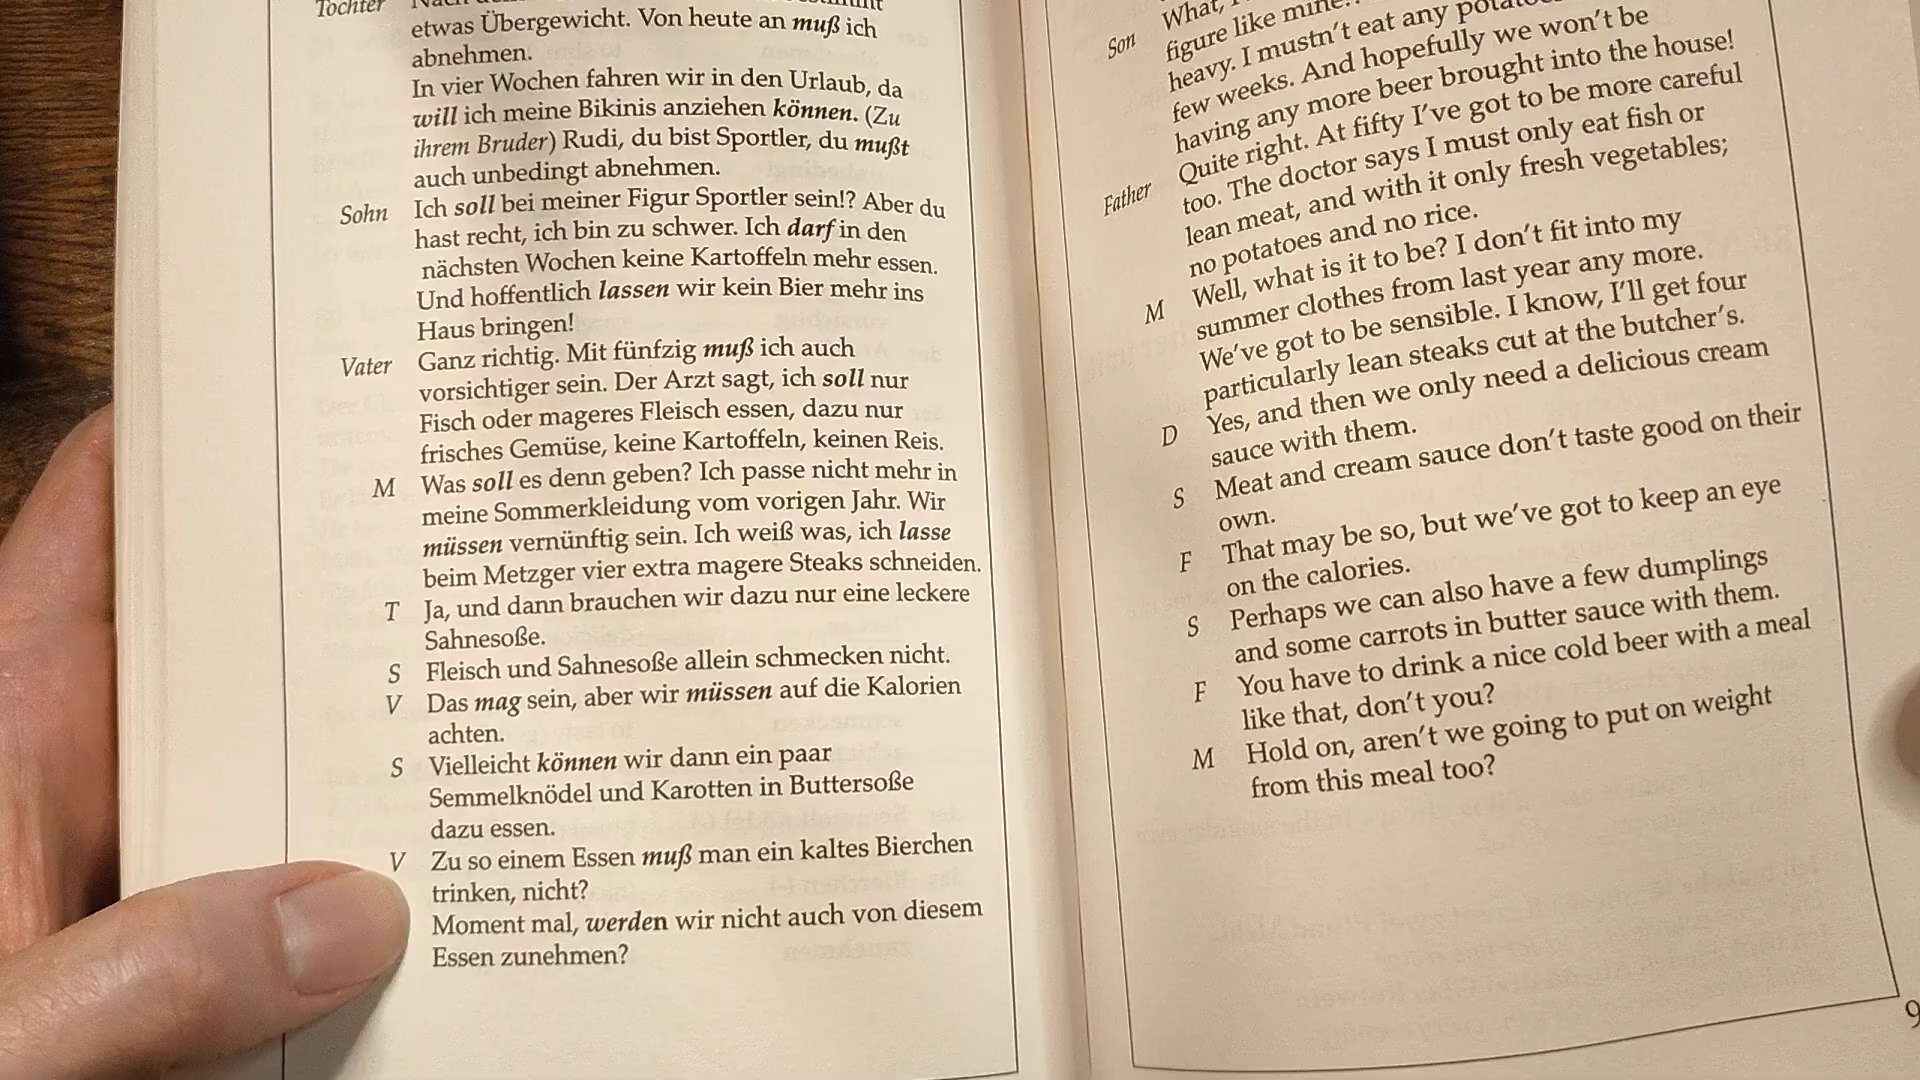 Tochter
etwas Übergewicht. Von heute an muß ich
abnehmen.
In vier Wochen fahren wir in den Urlaub, da
will ich meine Bikinis anziehen können. (Zu
ihrem Bruder) Rudi, du bist Sportler, du mußt
auch unbedingt abnehmen.
Sohn Ich soll bei meiner Figur Sportler sein!? Aber du
hast recht, ich bin zu schwer. Ich darf in den
nächsten Wochen keine Kartoffeln mehr essen.
Und hoffentlich lassen wir kein Bier mehr ins
Haus bringen!
Vater Ganz richtig. Mit fünfzig muß ich auch
vorsichtiger sein. Der Arzt sagt, ich soll nur
Fisch oder mageres Fleisch essen, dazu nur
frisches Gemüse, keine Kartoffeln, keinen Reis.
M Was soll es denn geben? Ich passe nicht mehr in
meine Sommerkleidung vom vorigen Jahr. Wir
müssen vernünftig sein. Ich weiß was, ich lasse
beim Metzger vier extra magere Steaks schneiden.
T Ja, und dann brauchen wir dazu nur eine leckere
Sahnesoße.
S Fleisch und Sahnesoße allein schmecken nicht.
V Das mag sein, aber wir müssen auf die Kalorien
achten.
S Vielleicht können wir dann ein paar
Semmelknödel und Karotten in Buttersoße
dazu essen.
V Zu so einem Essen muß man ein kaltes Bierchen
trinken, nicht?
Moment mal, werden wir nicht auch von diesem
Essen zunehmen?
What,
Son figure like mine
heavy. I mustn't eat any
few weeks. And hopefully we won't be
having any more beer brought into the house!
Father Quite right. At fifty I've got to be more careful
too. The doctor says I must only eat fish or
lean meat, and with it only fresh vegetables;
no potatoes and no rice.
M Well, what is it to be? I don't fit into my
summer clothes from last year any more.
We've got to be sensible. I know, I'll get four
particularly lean steaks cut at the butcher's.
D Yes, and then we only need a delicious cream
sauce with them.
S Meat and cream sauce don't taste good on their
own.
F That may be so, but we've got to keep an eye
on the calories.
S Perhaps we can also have a few dumplings
and some carrots in butter sauce with them.
F You have to drink a nice cold beer with a meal
like that, don't you?
M Hold on, aren't we going to put on weight
from this meal too?